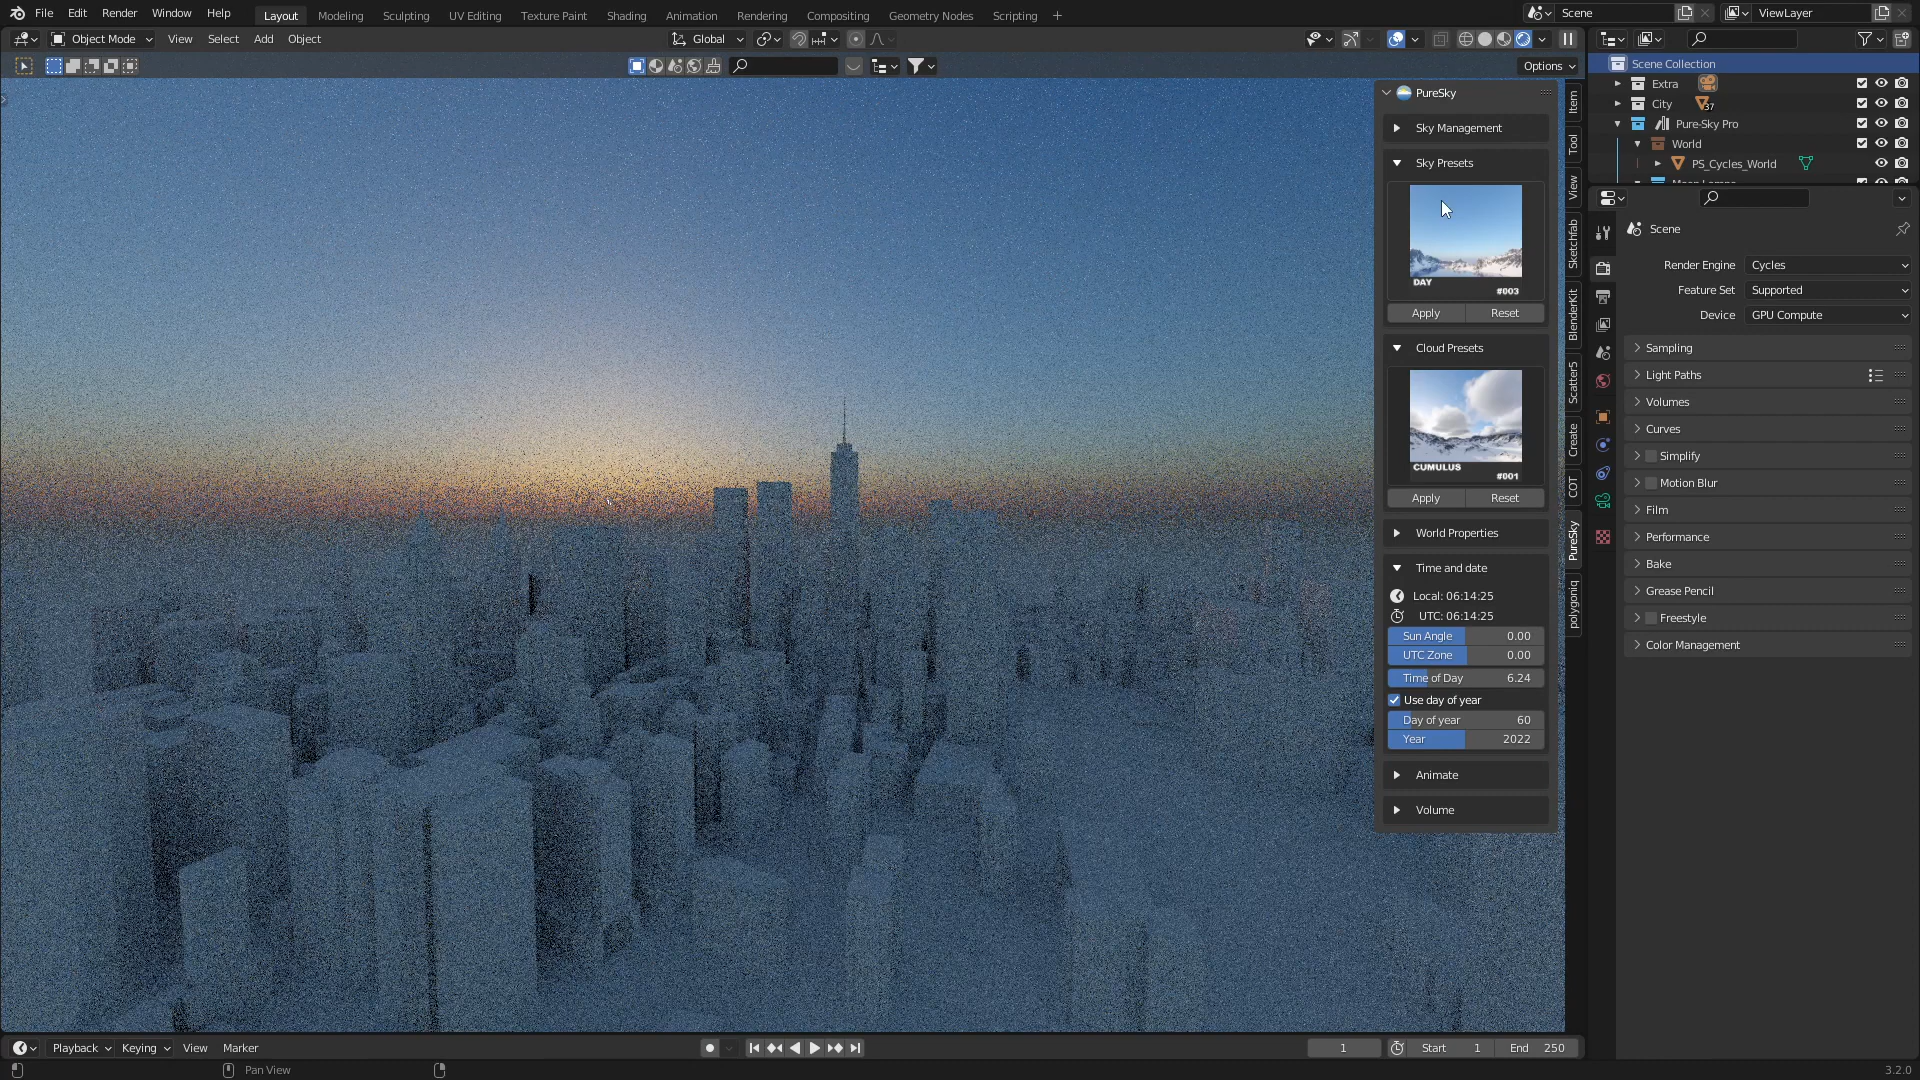 File Edit Render Window Help Layout Modeling Sculpting UV Editing Texture Paint Shading Animation Rendering Compositing Geometry Nodes Scripting + Scene ViewLayer
Object Mode View Select Add Object Global
Options
Scene Collection
Extra
City 37
Pure-Sky Pro
World
PS_Cycles_World
PureSky
Sky Management
Sky Presets
DAY
#003
Apply Reset
Cloud Presets
CUMULUS
#001
Apply Reset
World Properties
Time and date
Local: 06:14:25
UTC: 06:14:25
Sun Angle 0.00
UTC Zone 0.00
Time of Day 6.24
Use day of year
Day of year 60
Year 2022
Animate
Volume
Item
Tool
View
Sketchfab
BlenderKit
Scatter5
Create
COT
PureSky
polygoniq
Scene
Render Engine Cycles
Feature Set Supported
Device GPU Compute
Sampling
Light Paths
Volumes
Curves
Simplify
Motion Blur
Film
Performance
Bake
Grease Pencil
Freestyle
Color Management
Playback Keying View Marker 1 Start 1 End 250
Pan View 3.2.0